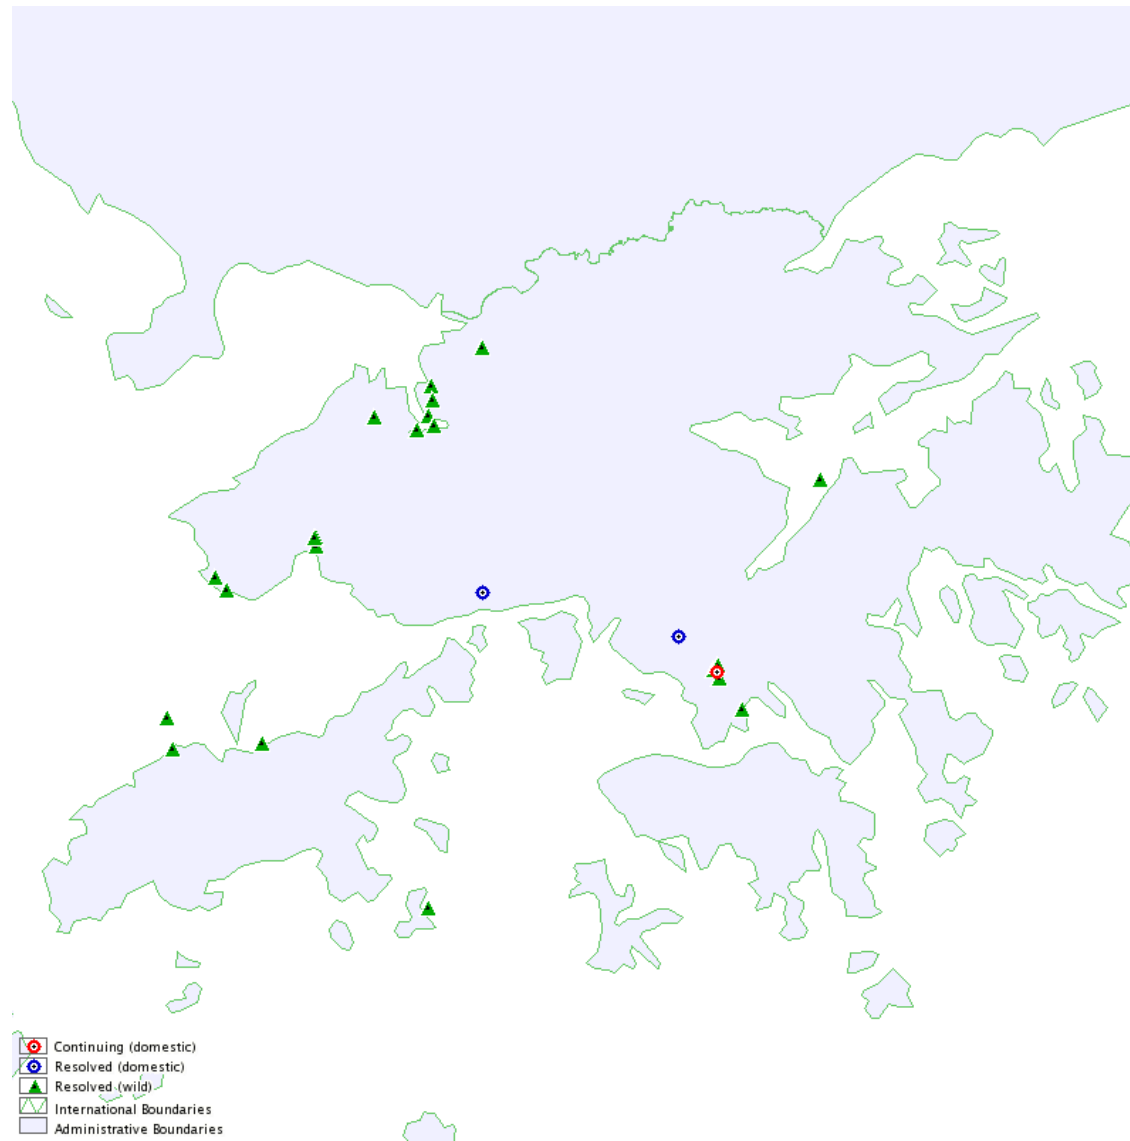 Continuing (domestic)
Resolved (domestic)
Resolved (wild)
International Boundaries
Administrative Boundaries